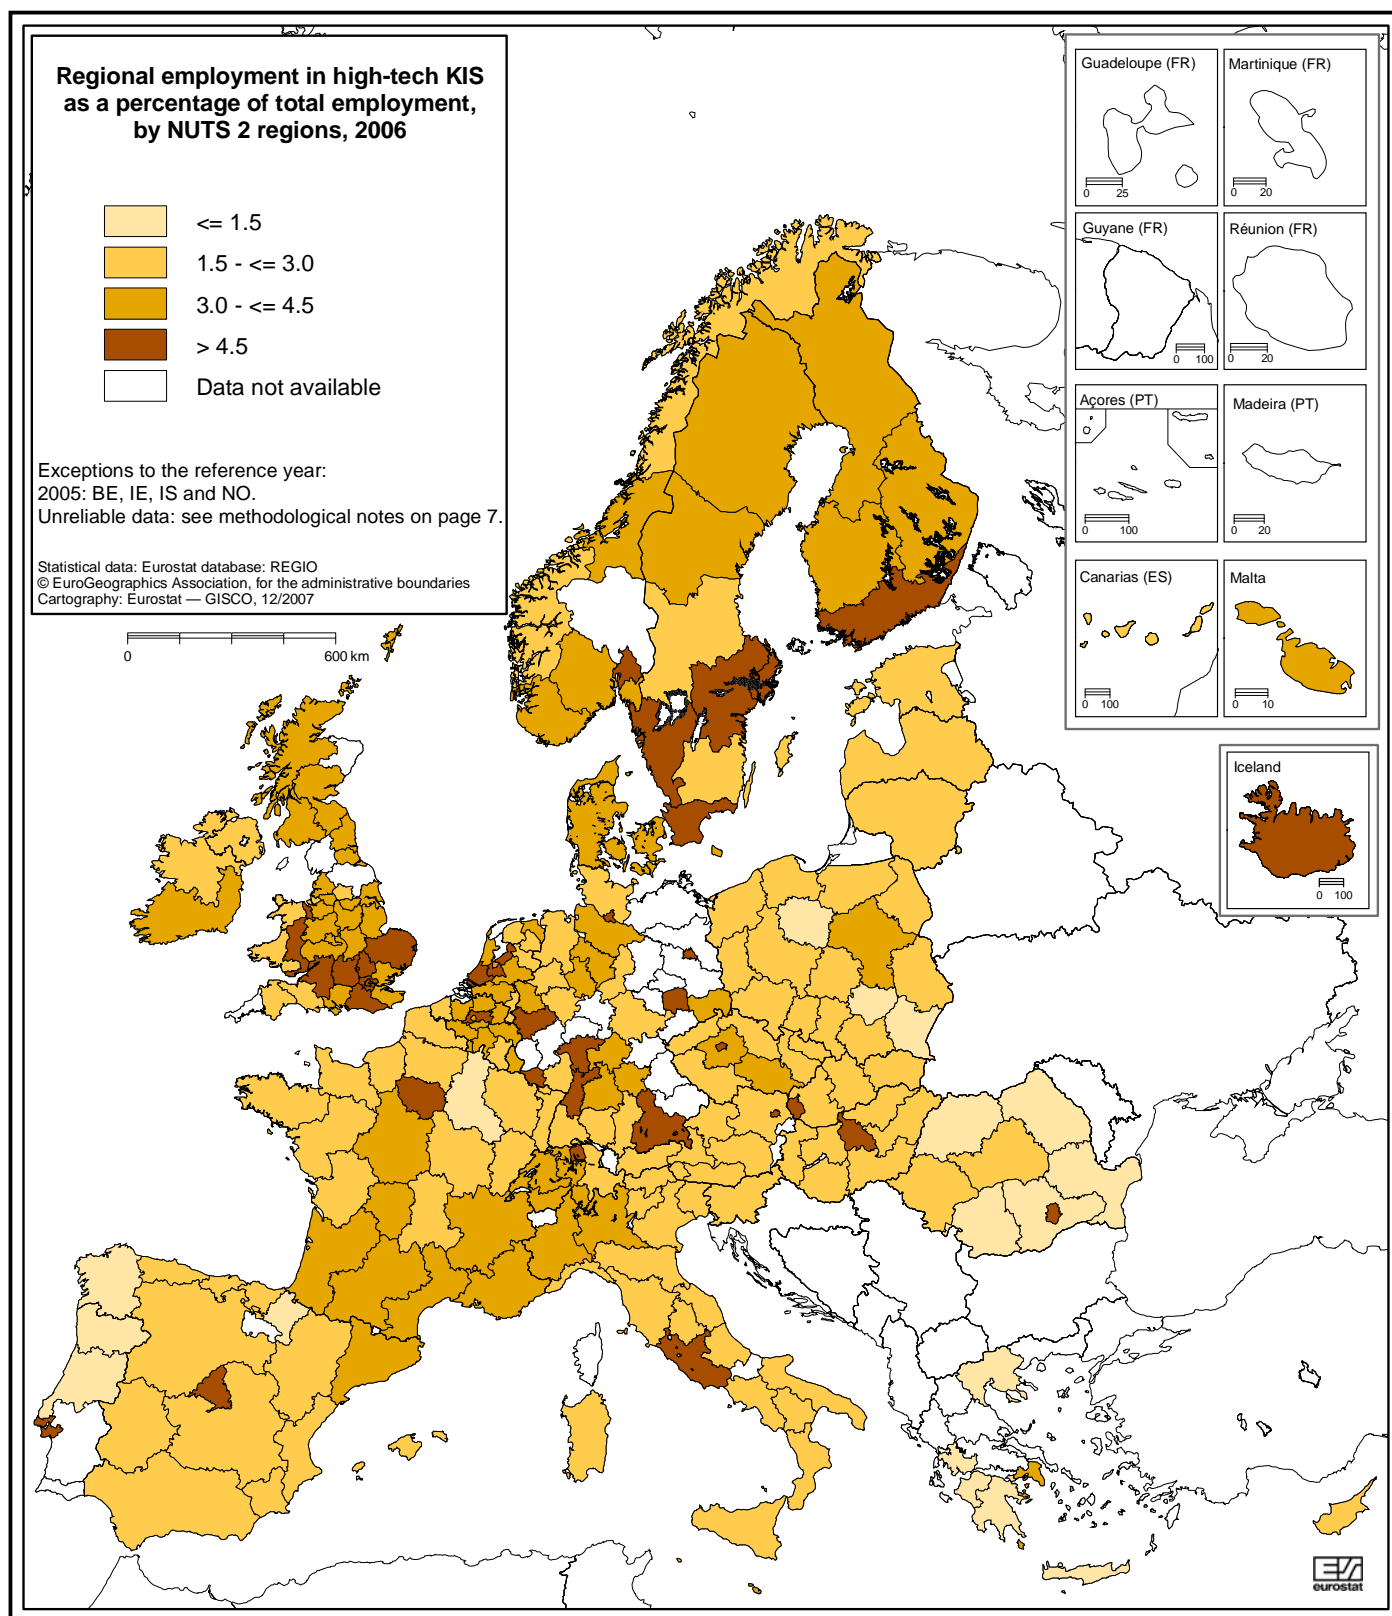 Regional employment in high-tech KIS
as a percentage of total employment,
by NUTS 2 regions, 2006
<= 1.5
1.5 - <= 3.0
3.0 - <= 4.5
> 4.5
Data not available
Exceptions to the reference year:
2005: BE, IE, IS and NO.
Unreliable data: see methodological notes on page 7.
Statistical data: Eurostat database: REGIO
© EuroGeographics Association, for the administrative boundaries
Cartography: Eurostat — GISCO, 12/2007
0 600 km
Guadeloupe (FR)
0 25
Martinique (FR)
0 20
Guyane (FR)
0 100
Réunion (FR)
0 20
Açores (PT)
0 100
Madeira (PT)
0 20
Canarias (ES)
0 100
Malta
0 10
Iceland
0 100
eurostat